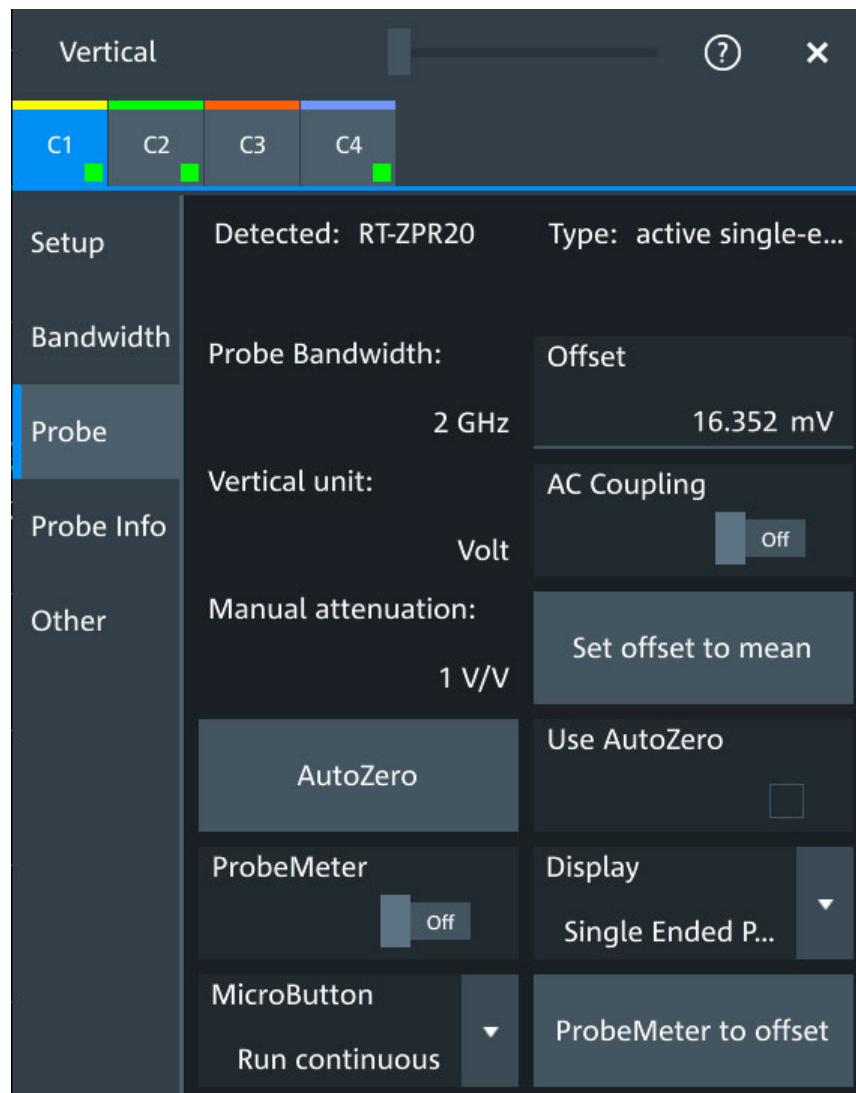 Vertical
?
C1 C2 C3 C4
Setup
Bandwidth
Probe
Probe Info
Other
Detected: RT-ZPR20 Type: active single-e...
Probe Bandwidth:
2 GHz
Offset
16.352 mV
Vertical unit:
Volt
AC Coupling
Off
Manual attenuation:
1 V/V
Set offset to mean
AutoZero
Use AutoZero
ProbeMeter
Off
Display
Single Ended P...
MicroButton
Run continuous
ProbeMeter to offset